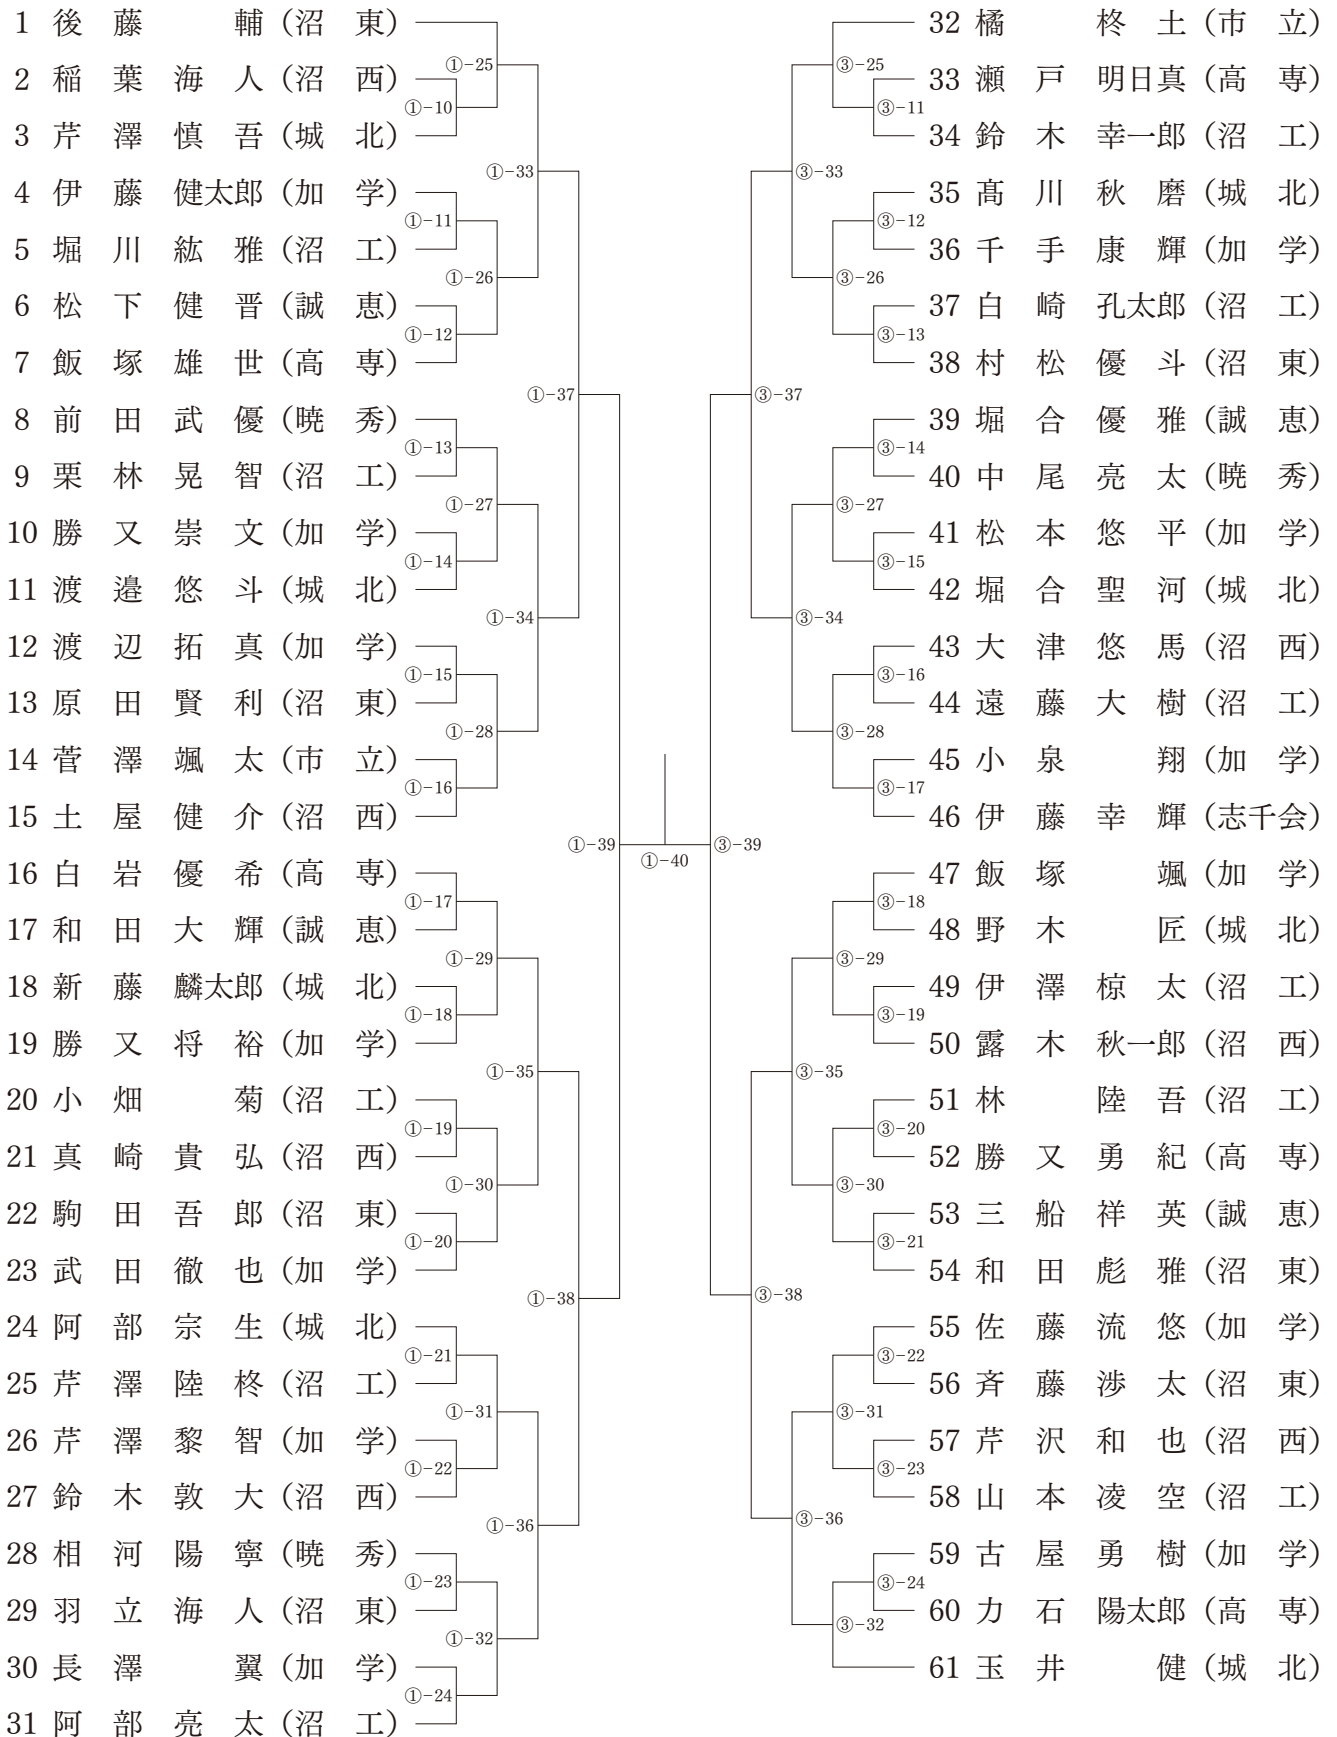 1 後藤 輔（沼東）
2 稲葉海人（沼西）
3 芹澤慎吾（城北）
4 伊藤健太郎（加学）
5 堀川紘雅（沼工）
6 松下健晋（誠恵）
7 飯塚雄世（高専）
8 前田武優（暁秀）
9 栗林晃智（沼工）
10 勝又崇文（加学）
11 渡邉悠斗（城北）
12 渡辺拓真（加学）
13 原田賢利（沼東）
14 菅澤颯太（市立）
15 土屋健介（沼西）
16 白岩優希（高専）
17 和田大輝（誠恵）
18 新藤麟太郎（城北）
19 勝又将裕（加学）
20 小畑 菊（沼工）
21 真崎貴弘（沼西）
22 駒田吾郎（沼東）
23 武田徹也（加学）
24 阿部宗生（城北）
25 芹澤陸柊（沼工）
26 芹澤黎智（加学）
27 鈴木敦大（沼西）
28 相河陽寧（暁秀）
29 羽立海人（沼東）
30 長澤 翼（加学）
31 阿部亮太（沼工）
①-10
①-11
①-12
①-13
①-14
①-15
①-16
①-17
①-18
①-19
①-20
①-21
①-22
①-23
①-24
①-25
①-26
①-27
①-28
①-29
①-30
①-31
①-32
①-33
①-34
①-35
①-36
①-37
①-38
①-39
①-40
③-39
③-37
③-38
③-33
③-34
③-35
③-36
③-25
③-26
③-27
③-28
③-29
③-30
③-31
③-32
③-11
③-12
③-13
③-14
③-15
③-16
③-17
③-18
③-19
③-20
③-21
③-22
③-23
③-24
32 橘 柊土（市立）
33 瀬戸明日真（高専）
34 鈴木幸一郎（沼工）
35 髙川秋磨（城北）
36 千手康輝（加学）
37 白崎孔太郎（沼工）
38 村松優斗（沼東）
39 堀合優雅（誠恵）
40 中尾亮太（暁秀）
41 松本悠平（加学）
42 堀合聖河（城北）
43 大津悠馬（沼西）
44 遠藤大樹（沼工）
45 小泉 翔（加学）
46 伊藤幸輝（志千会）
47 飯塚 颯（加学）
48 野木 匠（城北）
49 伊澤椋太（沼工）
50 露木秋一郎（沼西）
51 林 陸吾（沼工）
52 勝又勇紀（高専）
53 三船祥英（誠恵）
54 和田彪雅（沼東）
55 佐藤流悠（加学）
56 斉藤渉太（沼東）
57 芹沢和也（沼西）
58 山本凌空（沼工）
59 古屋勇樹（加学）
60 力石陽太郎（高専）
61 玉井 健（城北）